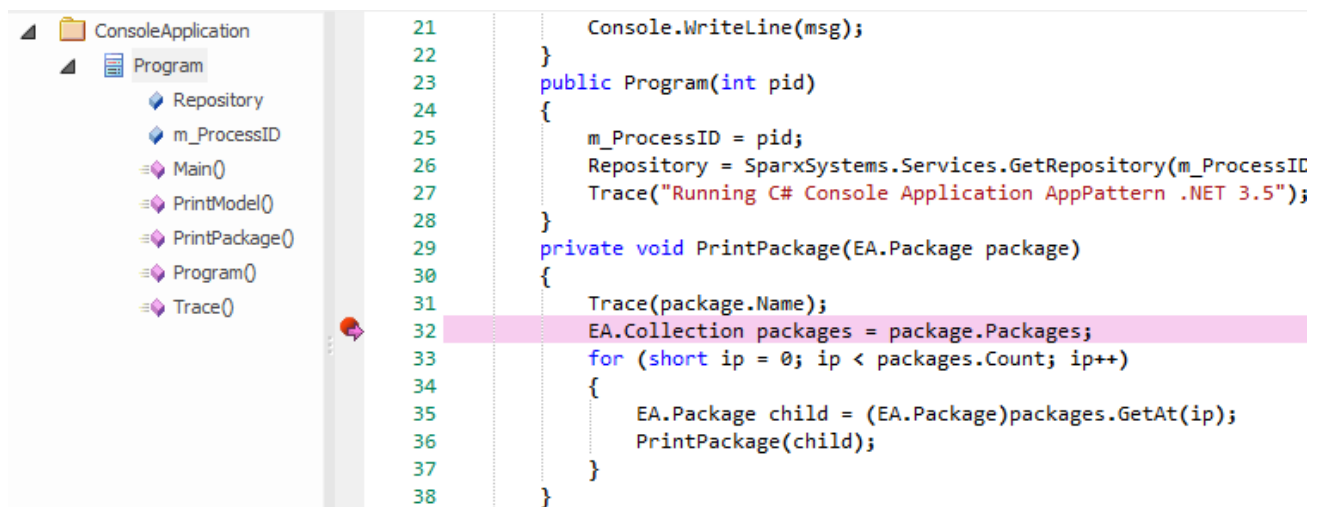 ConsoleApplication
Program
Repository
m_ProcessID
Main()
PrintModel()
PrintPackage()
Program()
Trace()
21 Console.WriteLine(msg);
22 }
23 public Program(int pid)
24 {
25 m_ProcessID = pid;
26 Repository = SparxSystems.Services.GetRepository(m_ProcessID
27 Trace("Running C# Console Application AppPattern .NET 3.5");
28 }
29 private void PrintPackage(EA.Package package)
30 {
31 Trace(package.Name);
32 EA.Collection packages = package.Packages;
33 for (short ip = 0; ip < packages.Count; ip++)
34 {
35 EA.Package child = (EA.Package)packages.GetAt(ip);
36 PrintPackage(child);
37 }
38 }